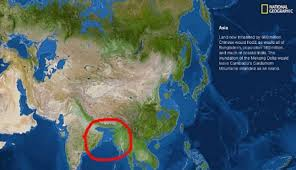 NATIONAL
GEOGRAPHIC
Asia
Land now inhabited by 600 million
Chinese would flood, as would all of
Bangladesh, population 160 million,
and much of coastal India. The
inundation of the Mekong Delta would
leave Cambodia's Cardamom
Mountains stranded as an island.